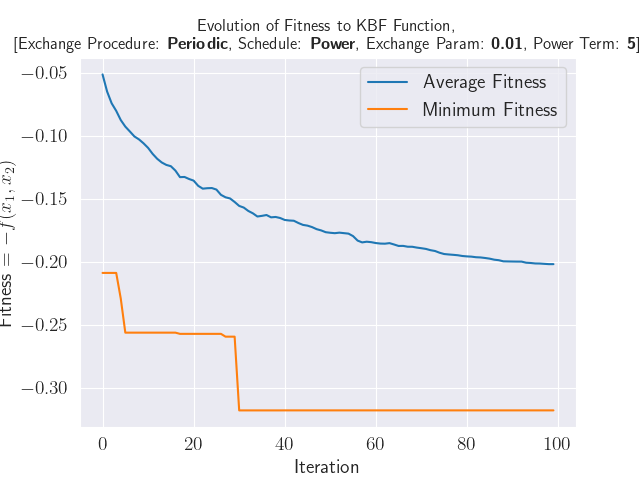 Evolution of Fitness to KBF Function,
[Exchange Procedure: Periodic, Schedule: Power, Exchange Param: 0.01, Power Term: 5]
Average Fitness
Minimum Fitness
−0.05
−0.10
−0.15
−0.20
−0.25
−0.30
Fitness = −f(x₁, x₂)
0 20 40 60 80 100
Iteration